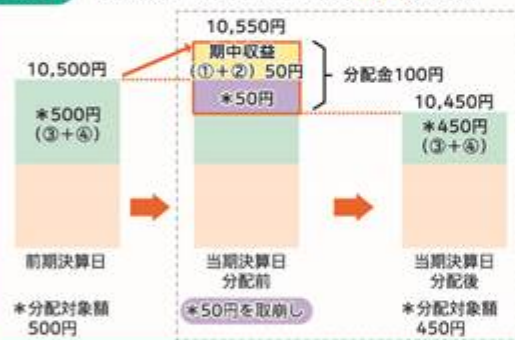 10,550円
期中収益
(①+②) 50円
*50円
分配金100円
10,500円
*500円
(③+④)
10,450円
*450円
(③+④)
前期決算日
当期決算日
分配前
当期決算日
分配後
*分配対象額
500円
*50円を取崩し
*分配対象額
450円